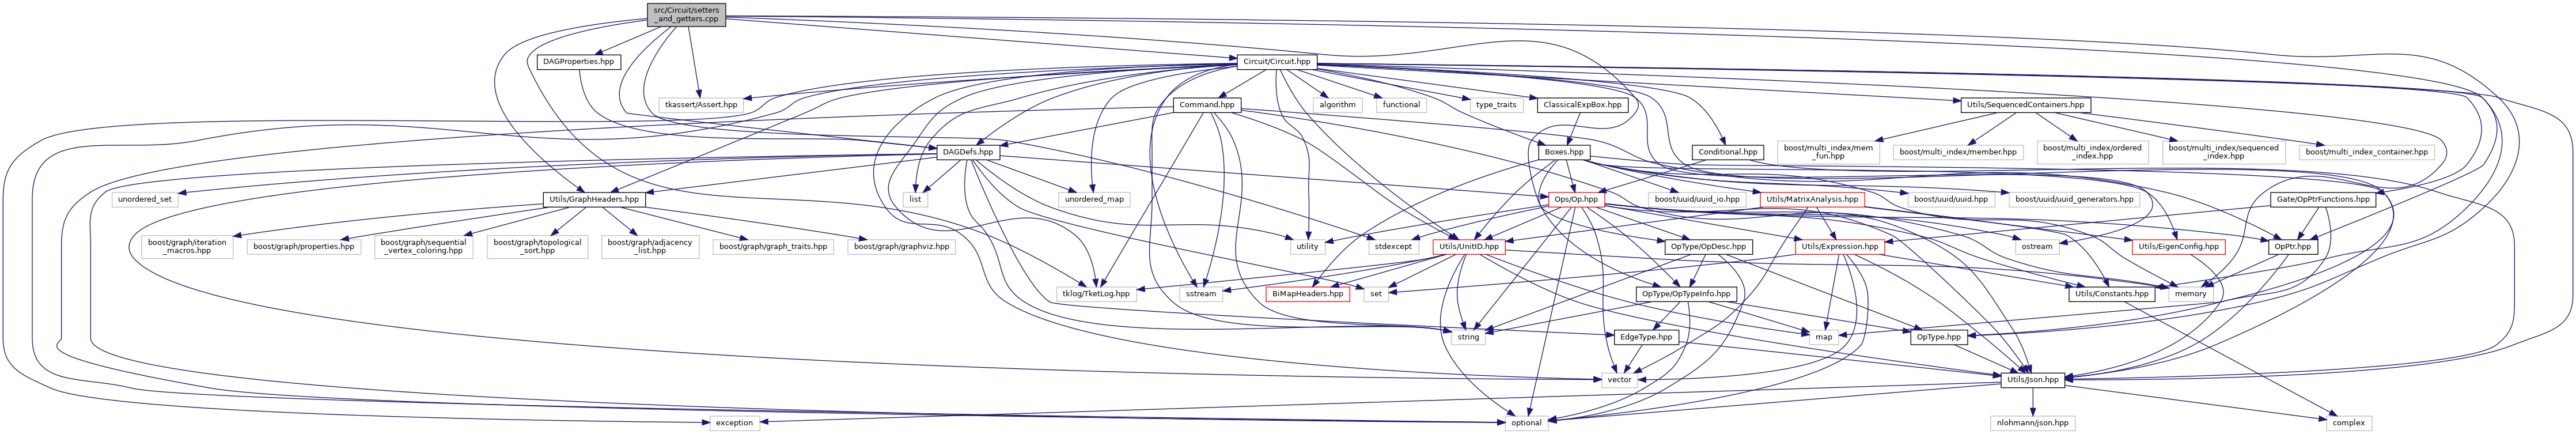 src/Circuit/setters
_and_getters.cpp
DAGProperties.hpp
Circuit/Circuit.hpp
tkassert/Assert.hpp
Command.hpp
algorithm
functional
type_traits
ClassicalExpBox.hpp
Utils/SequencedContainers.hpp
DAGDefs.hpp
Boxes.hpp
Conditional.hpp
boost/multi_index/mem
_fun.hpp
boost/multi_index/member.hpp
boost/multi_index/ordered
_index.hpp
boost/multi_index/sequenced
_index.hpp
boost/multi_index_container.hpp
unordered_set
Utils/GraphHeaders.hpp
list
unordered_map
Ops/Op.hpp
boost/uuid/uuid_io.hpp
Utils/MatrixAnalysis.hpp
boost/uuid/uuid.hpp
boost/uuid/uuid_generators.hpp
Gate/OpPtrFunctions.hpp
boost/graph/iteration
_macros.hpp
boost/graph/properties.hpp
boost/graph/sequential
_vertex_coloring.hpp
boost/graph/topological
_sort.hpp
boost/graph/adjacency
_list.hpp
boost/graph/graph_traits.hpp
boost/graph/graphviz.hpp
utility
stdexcept
Utils/UnitID.hpp
OpType/OpDesc.hpp
Utils/Expression.hpp
ostream
Utils/EigenConfig.hpp
OpPtr.hpp
tklog/TketLog.hpp
sstream
BiMapHeaders.hpp
set
OpType/OpTypeInfo.hpp
Utils/Constants.hpp
memory
string
EdgeType.hpp
map
OpType.hpp
vector
Utils/Json.hpp
exception
optional
nlohmann/json.hpp
complex